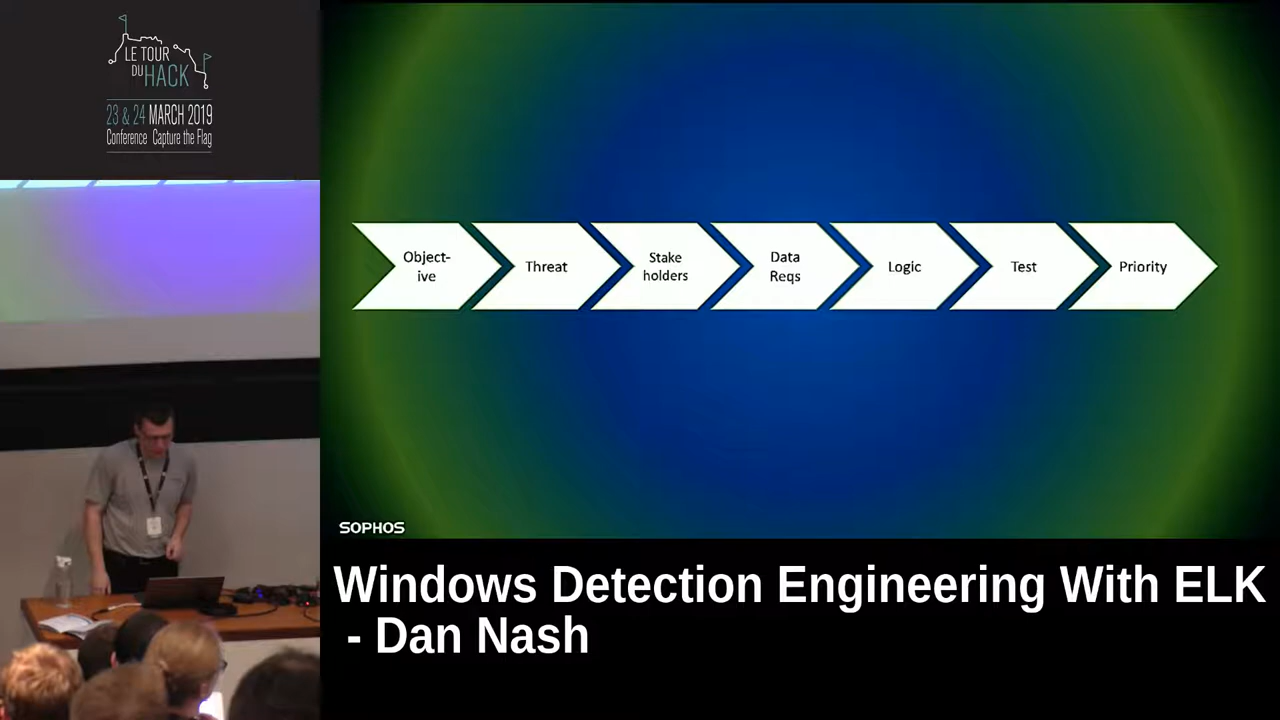 LE TOUR
DU HACK
23 & 24 MARCH 2019
Conference Capture the Flag
Object-
ive
Threat
Stake
holders
Data
Reqs
Logic
Test
Priority
SOPHOS
Windows Detection Engineering With ELK
- Dan Nash